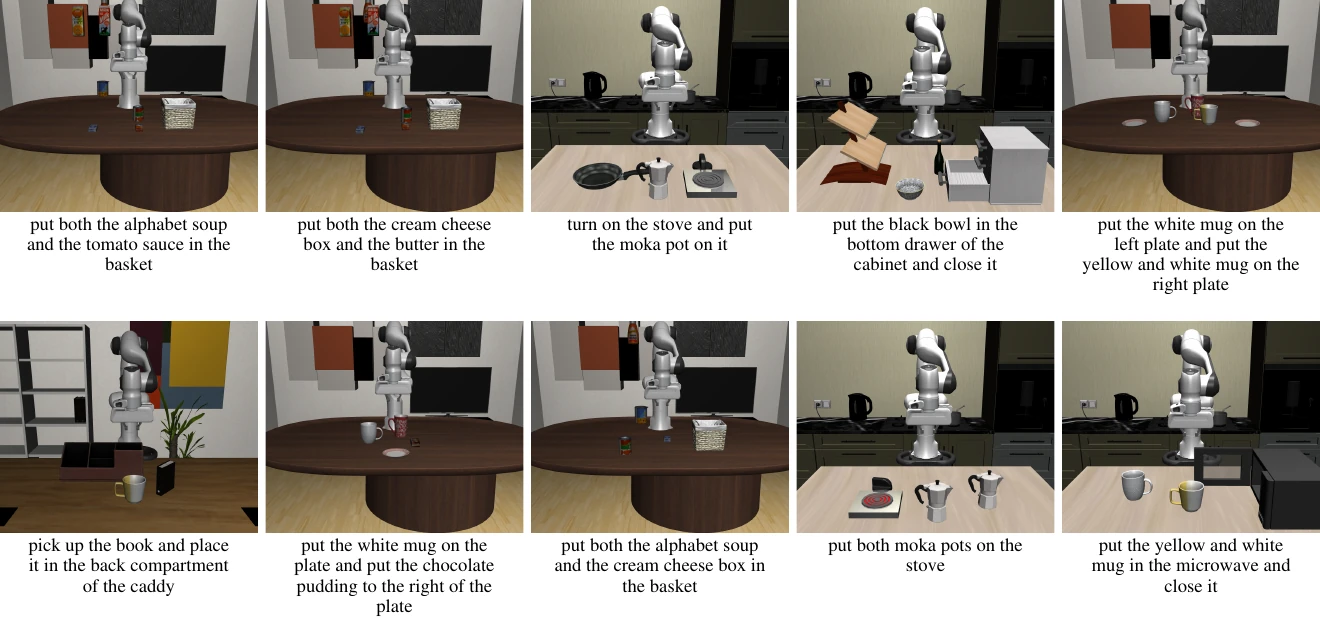 put both the alphabet soup
and the tomato sauce in the
basket
put both the cream cheese
box and the butter in the
basket
turn on the stove and put
the moka pot on it
put the black bowl in the
bottom drawer of the
cabinet and close it
put the white mug on the
left plate and put the
yellow and white mug on the
right plate
pick up the book and place
it in the back compartment
of the caddy
put the white mug on the
plate and put the chocolate
pudding to the right of the
plate
put both the alphabet soup
and the cream cheese box in
the basket
put both moka pots on the
stove
put the yellow and white
mug in the microwave and
close it